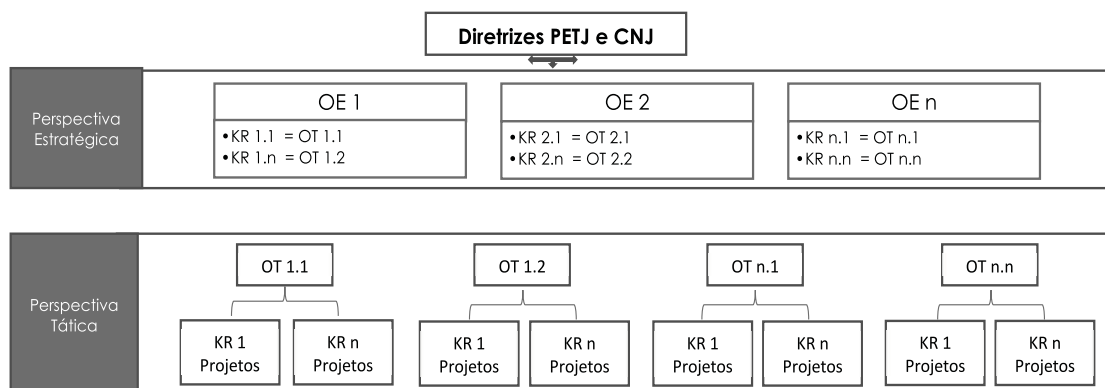 Diretrizes PETJ e CNJ
Perspectiva
Estratégica
OE 1
•KR 1.1 = OT 1.1
•KR 1.n = OT 1.2
OE 2
•KR 2.1 = OT 2.1
•KR 2.n = OT 2.2
OE n
•KR n.1 = OT n.1
•KR n.n = OT n.n
Perspectiva
Tática
OT 1.1
OT 1.2
OT n.1
OT n.n
KR 1
Projetos
KR n
Projetos
KR 1
Projetos
KR n
Projetos
KR 1
Projetos
KR n
Projetos
KR 1
Projetos
KR n
Projetos